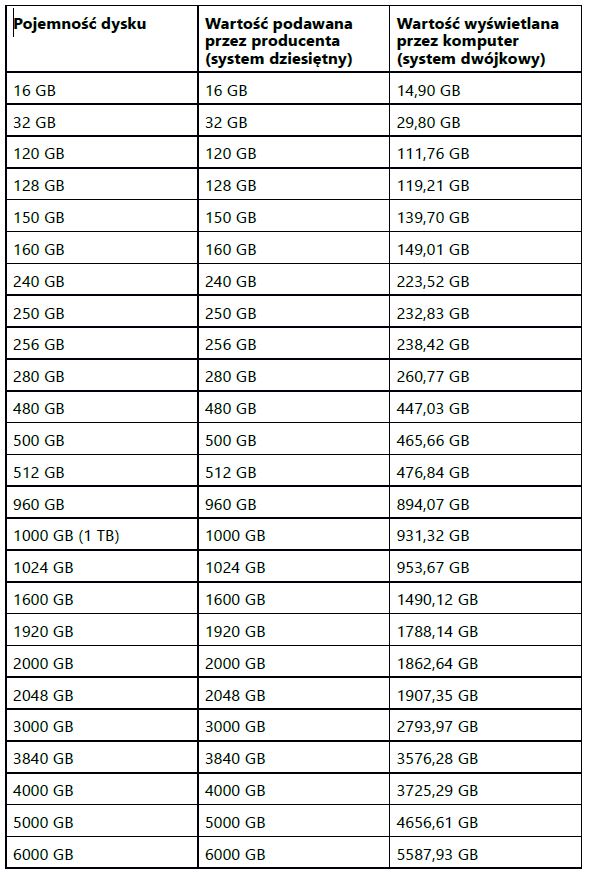 Pojemność dysku Wartość podawana przez producenta (system dziesiętny) Wartość wyświetlana przez komputer (system dwójkowy)
16 GB 16 GB 14,90 GB
32 GB 32 GB 29,80 GB
120 GB 120 GB 111,76 GB
128 GB 128 GB 119,21 GB
150 GB 150 GB 139,70 GB
160 GB 160 GB 149,01 GB
240 GB 240 GB 223,52 GB
250 GB 250 GB 232,83 GB
256 GB 256 GB 238,42 GB
280 GB 280 GB 260,77 GB
480 GB 480 GB 447,03 GB
500 GB 500 GB 465,66 GB
512 GB 512 GB 476,84 GB
960 GB 960 GB 894,07 GB
1000 GB (1 TB) 1000 GB 931,32 GB
1024 GB 1024 GB 953,67 GB
1600 GB 1600 GB 1490,12 GB
1920 GB 1920 GB 1788,14 GB
2000 GB 2000 GB 1862,64 GB
2048 GB 2048 GB 1907,35 GB
3000 GB 3000 GB 2793,97 GB
3840 GB 3840 GB 3576,28 GB
4000 GB 4000 GB 3725,29 GB
5000 GB 5000 GB 4656,61 GB
6000 GB 6000 GB 5587,93 GB